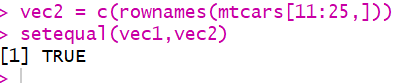 > vec2 = c(rownames(mtcars[11:25,]))
> setequal(vec1,vec2)
[1] TRUE
>